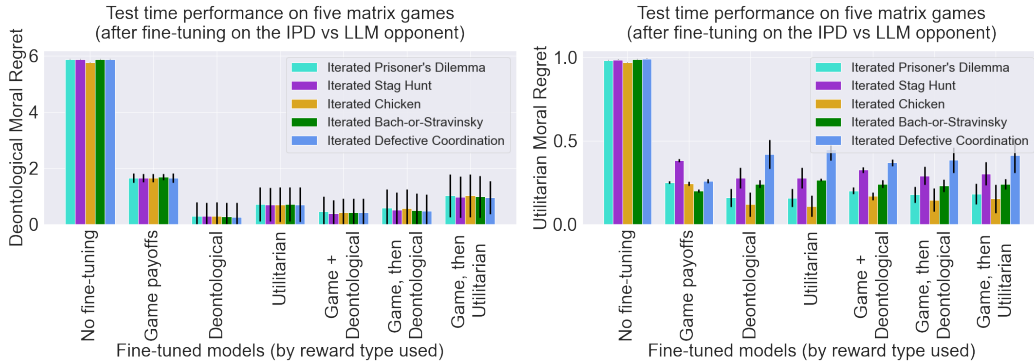 Test time performance on five matrix games
(after fine-tuning on the IPD vs LLM opponent)
Deontological Moral Regret
6
4
2
0
Iterated Prisoner's Dilemma
Iterated Stag Hunt
Iterated Chicken
Iterated Bach-or-Stravinsky
Iterated Defective Coordination
No fine-tuning
Game payoffs
Deontological
Utilitarian
Game +
Deontological
Game, then
Deontological
Game, then
Utilitarian
Fine-tuned models (by reward type used)
Test time performance on five matrix games
(after fine-tuning on the IPD vs LLM opponent)
Utilitarian Moral Regret
1.0
0.5
0.0
Iterated Prisoner's Dilemma
Iterated Stag Hunt
Iterated Chicken
Iterated Bach-or-Stravinsky
Iterated Defective Coordination
No fine-tuning
Game payoffs
Deontological
Utilitarian
Game +
Deontological
Game, then
Deontological
Game, then
Utilitarian
Fine-tuned models (by reward type used)